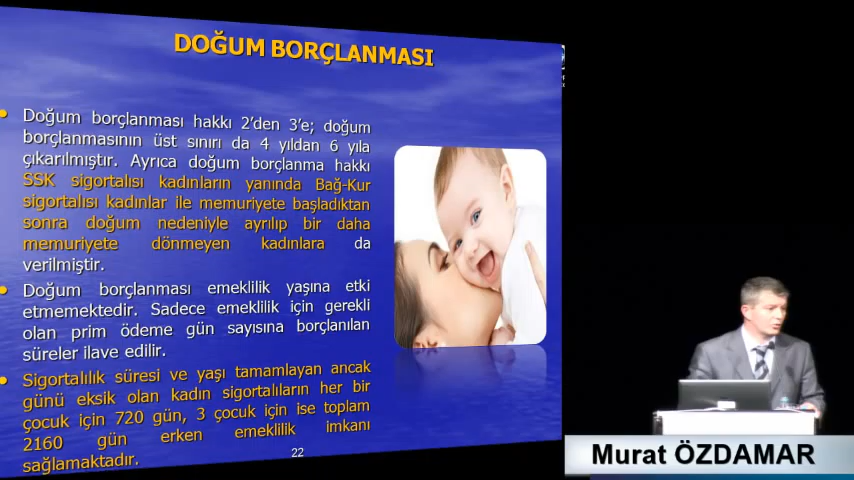 DOĞUM BORÇLANMASI
• Doğum borçlanması hakkı 2'den 3'e; doğum
borçlanmasının üst sınırı da 4 yıldan 6 yıla
çıkarılmıştır. Ayrıca doğum borçlanma hakkı
SSK sigortalısı kadınların yanında Bağ-Kur
sigortalısı kadınlar ile memuriyete başladıktan
sonra doğum nedeniyle ayrılıp bir daha
memuriyete dönmeyen kadınlara da
verilmiştir.
• Doğum borçlanması emeklilik yaşına etki
etmemektedir. Sadece emeklilik için gerekli
olan prim ödeme gün sayısına borçlanılan
süreler ilave edilir.
• Sigortalılık süresi ve yaşı tamamlayan ancak
günü eksik olan kadın sigortalıların her bir
çocuk için 720 gün, 3 çocuk için ise toplam
2160 gün erken emeklilik imkanı
sağlamaktadır.
22
Murat ÖZDAMAR